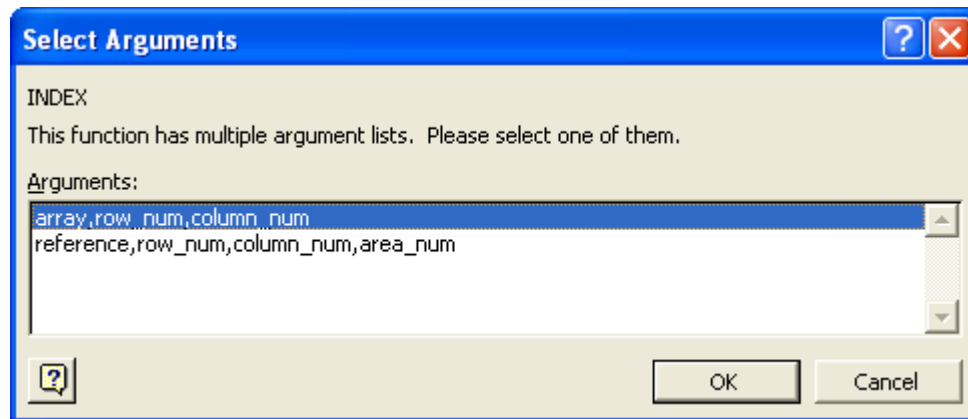 Select Arguments
INDEX
This function has multiple argument lists. Please select one of them.
Arguments:
array,row_num,column_num
reference,row_num,column_num,area_num
OK
Cancel